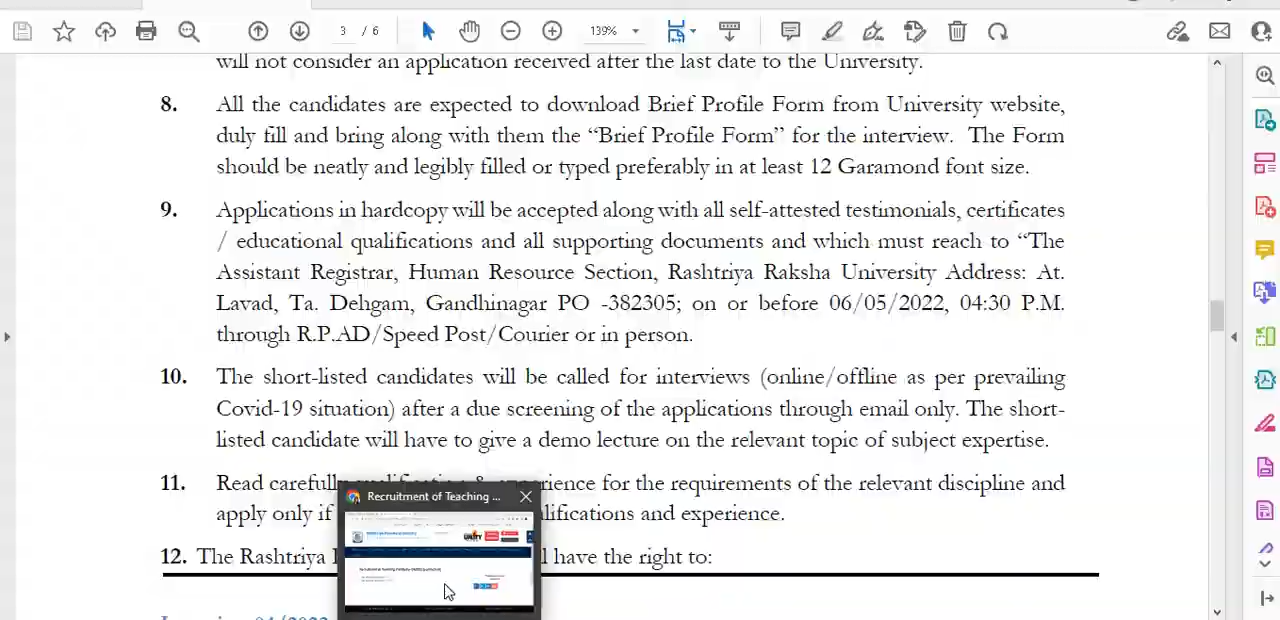 3 / 6
139%
will not consider an application received after the last date to the University.
8. All the candidates are expected to download Brief Profile Form from University website,
duly fill and bring along with them the “Brief Profile Form” for the interview. The Form
should be neatly and legibly filled or typed preferably in at least 12 Garamond font size.
9. Applications in hardcopy will be accepted along with all self-attested testimonials, certificates
/ educational qualifications and all supporting documents and which must reach to “The
Assistant Registrar, Human Resource Section, Rashtriya Raksha University Address: At.
Lavad, Ta. Dehgam, Gandhinagar PO -382305; on or before 06/05/2022, 04:30 P.M.
through R.P.AD/Speed Post/Courier or in person.
10. The short-listed candidates will be called for interviews (online/offline as per prevailing
Covid-19 situation) after a due screening of the applications through email only. The short-
listed candidate will have to give a demo lecture on the relevant topic of subject expertise.
11. Read carefully for the requirements of the relevant discipline and
apply only if and experience.
12. The Rashtriya have the right to:
Recruitment of Teaching ...